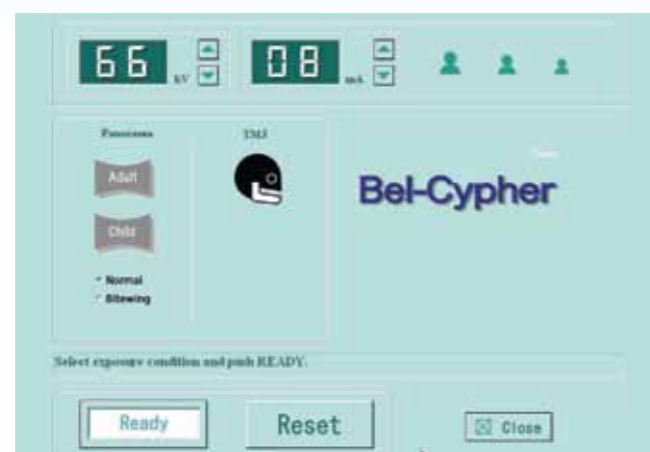 66 kV 08 mA
Panorama TMJ
Adult
Bel-Cypher
Child
Normal
Bitewing
Select exposure condition and push READY.
Ready Reset Close